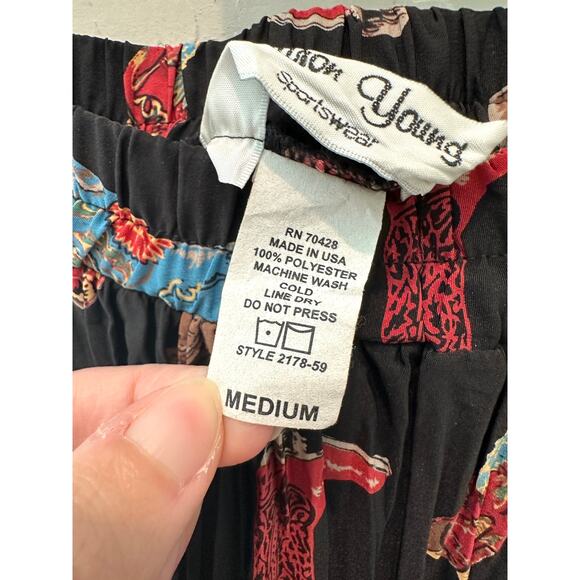 Young
Sportswear
RN 70428
MADE IN USA
100% POLYESTER
MACHINE WASH
COLD
LINE DRY
DO NOT PRESS
STYLE 2178-59
MEDIUM